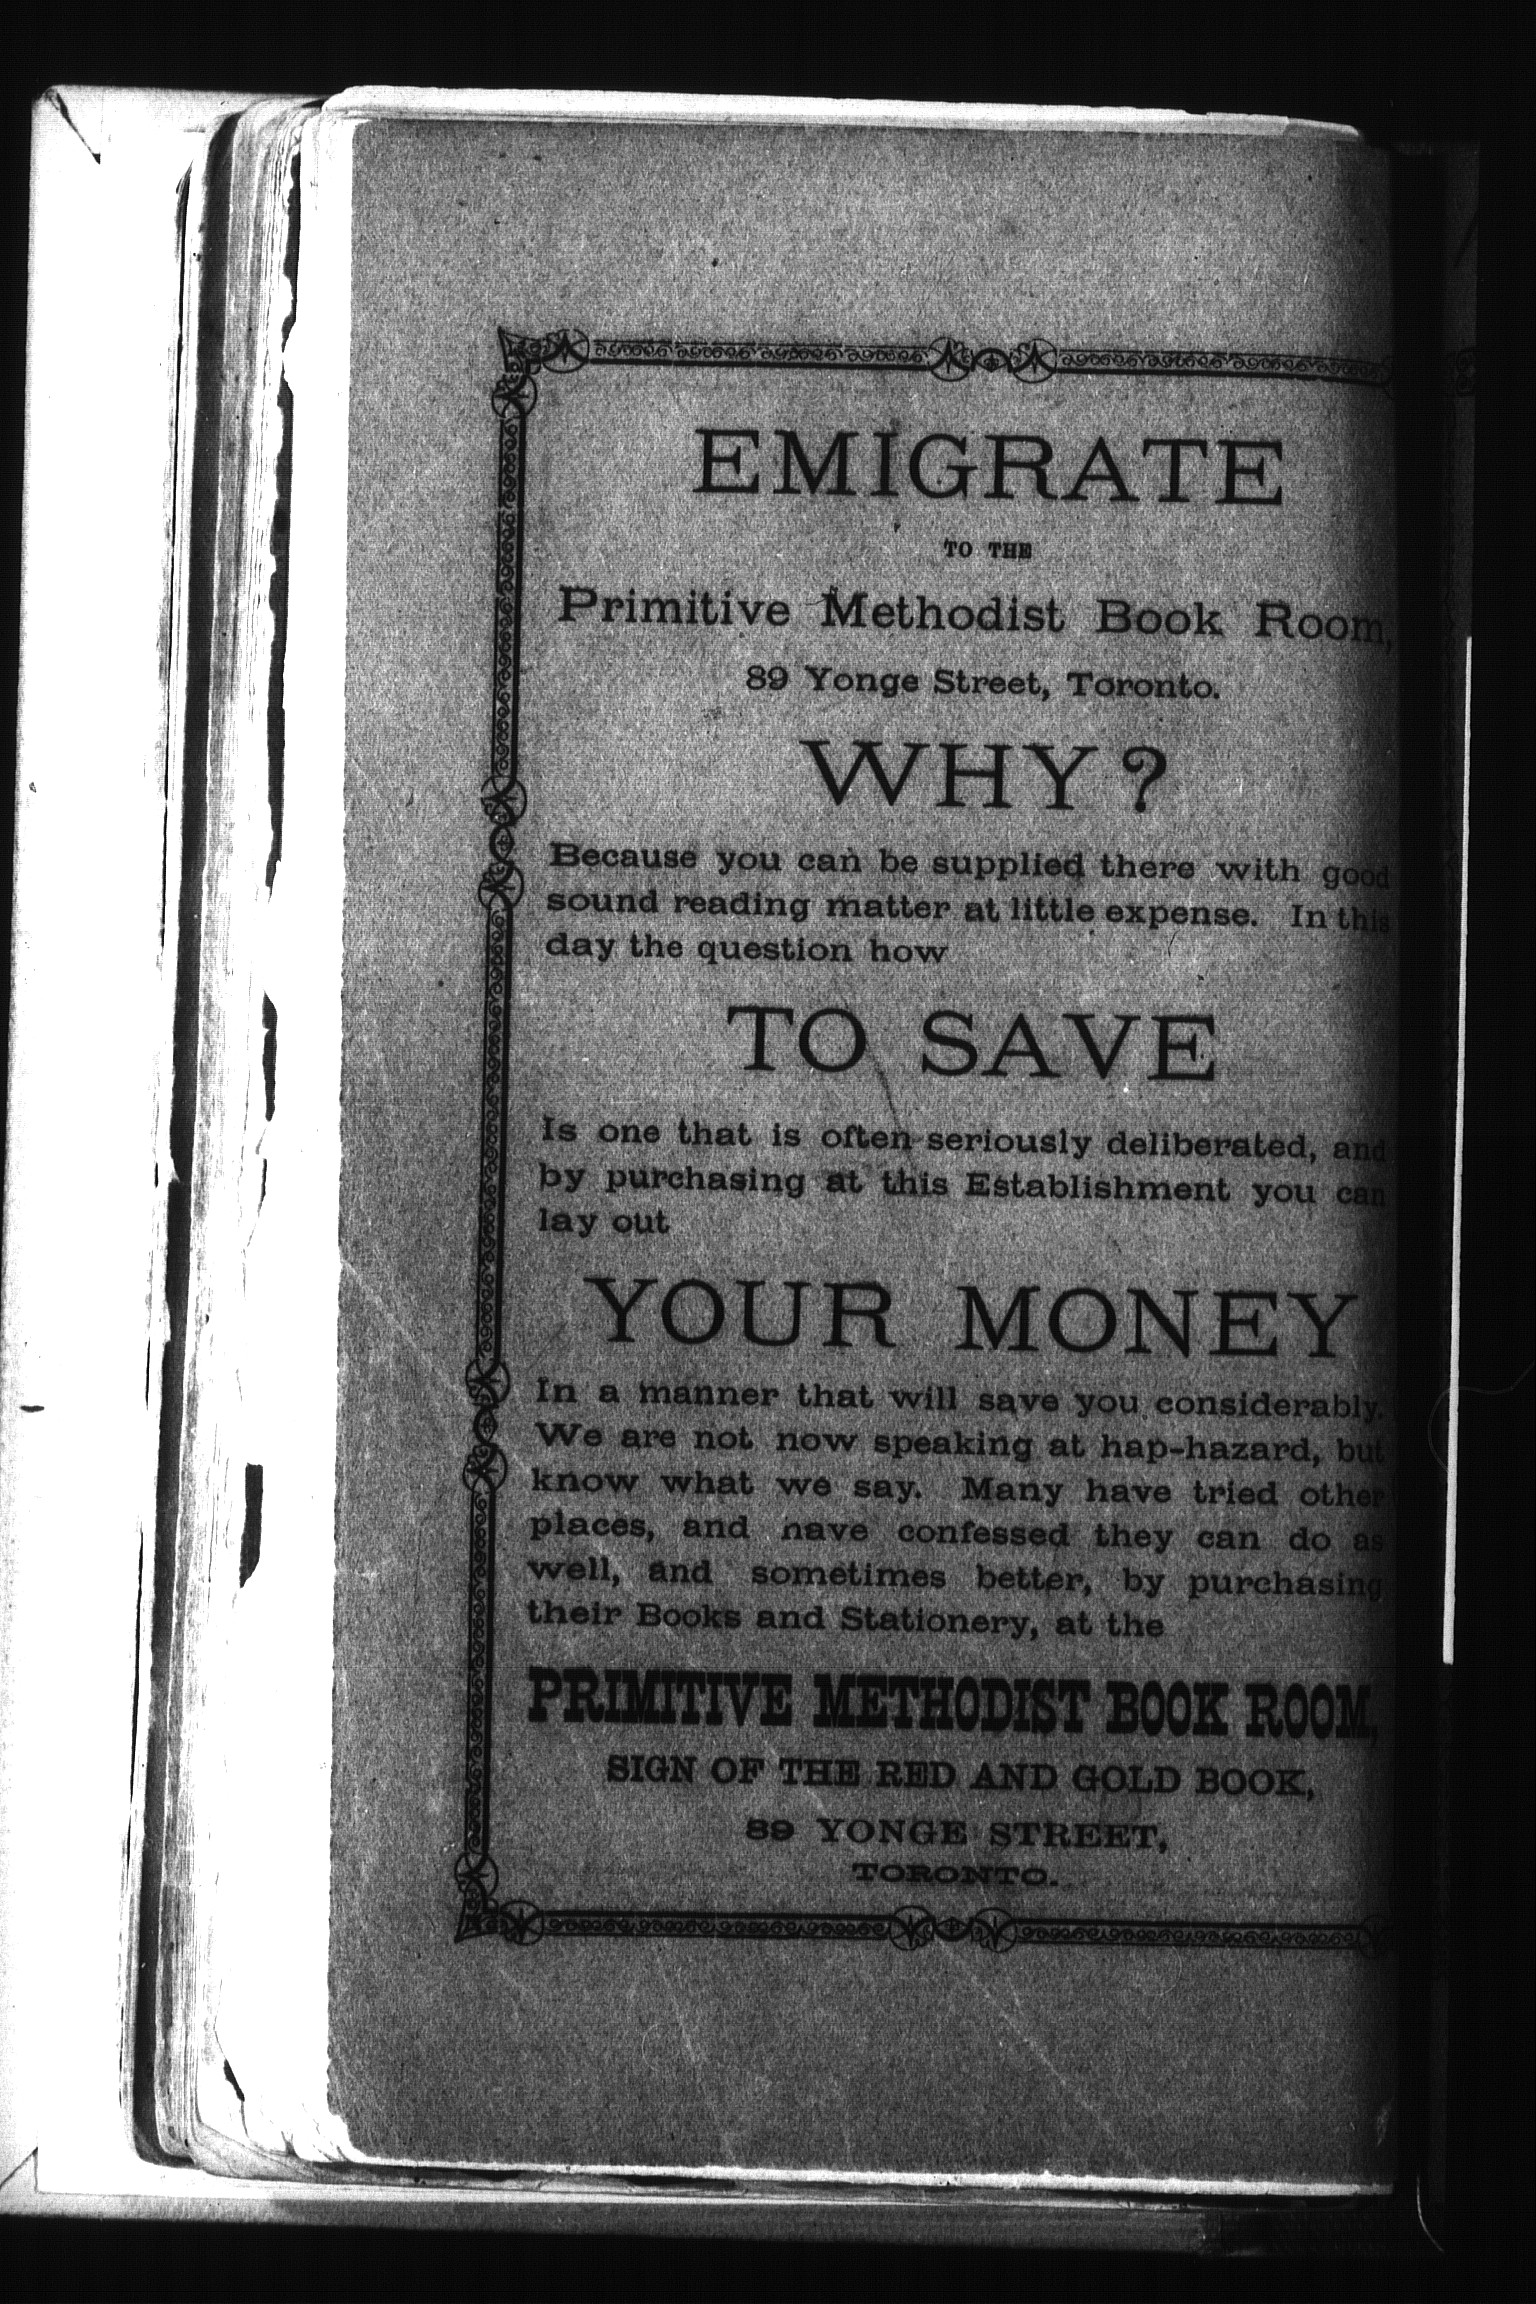 EMIGRATE
TO THE
Primitive Methodist Book Room,
89 Yonge Street, Toronto.
WHY?
Because you can be supplied there with good
sound reading matter at little expense. In this
day the question how
TO SAVE
Is one that is often seriously deliberated, and
by purchasing at this Establishment you can
lay out
YOUR MONEY
In a manner that will save you considerably.
We are not now speaking at hap-hazard, but
know what we say. Many have tried other
places, and have confessed they can do as
well, and sometimes better, by purchasing
their Books and Stationery, at the
PRIMITIVE METHODIST BOOK ROOM,
SIGN OF THE RED AND GOLD BOOK,
89 YONGE STREET,
TORONTO.